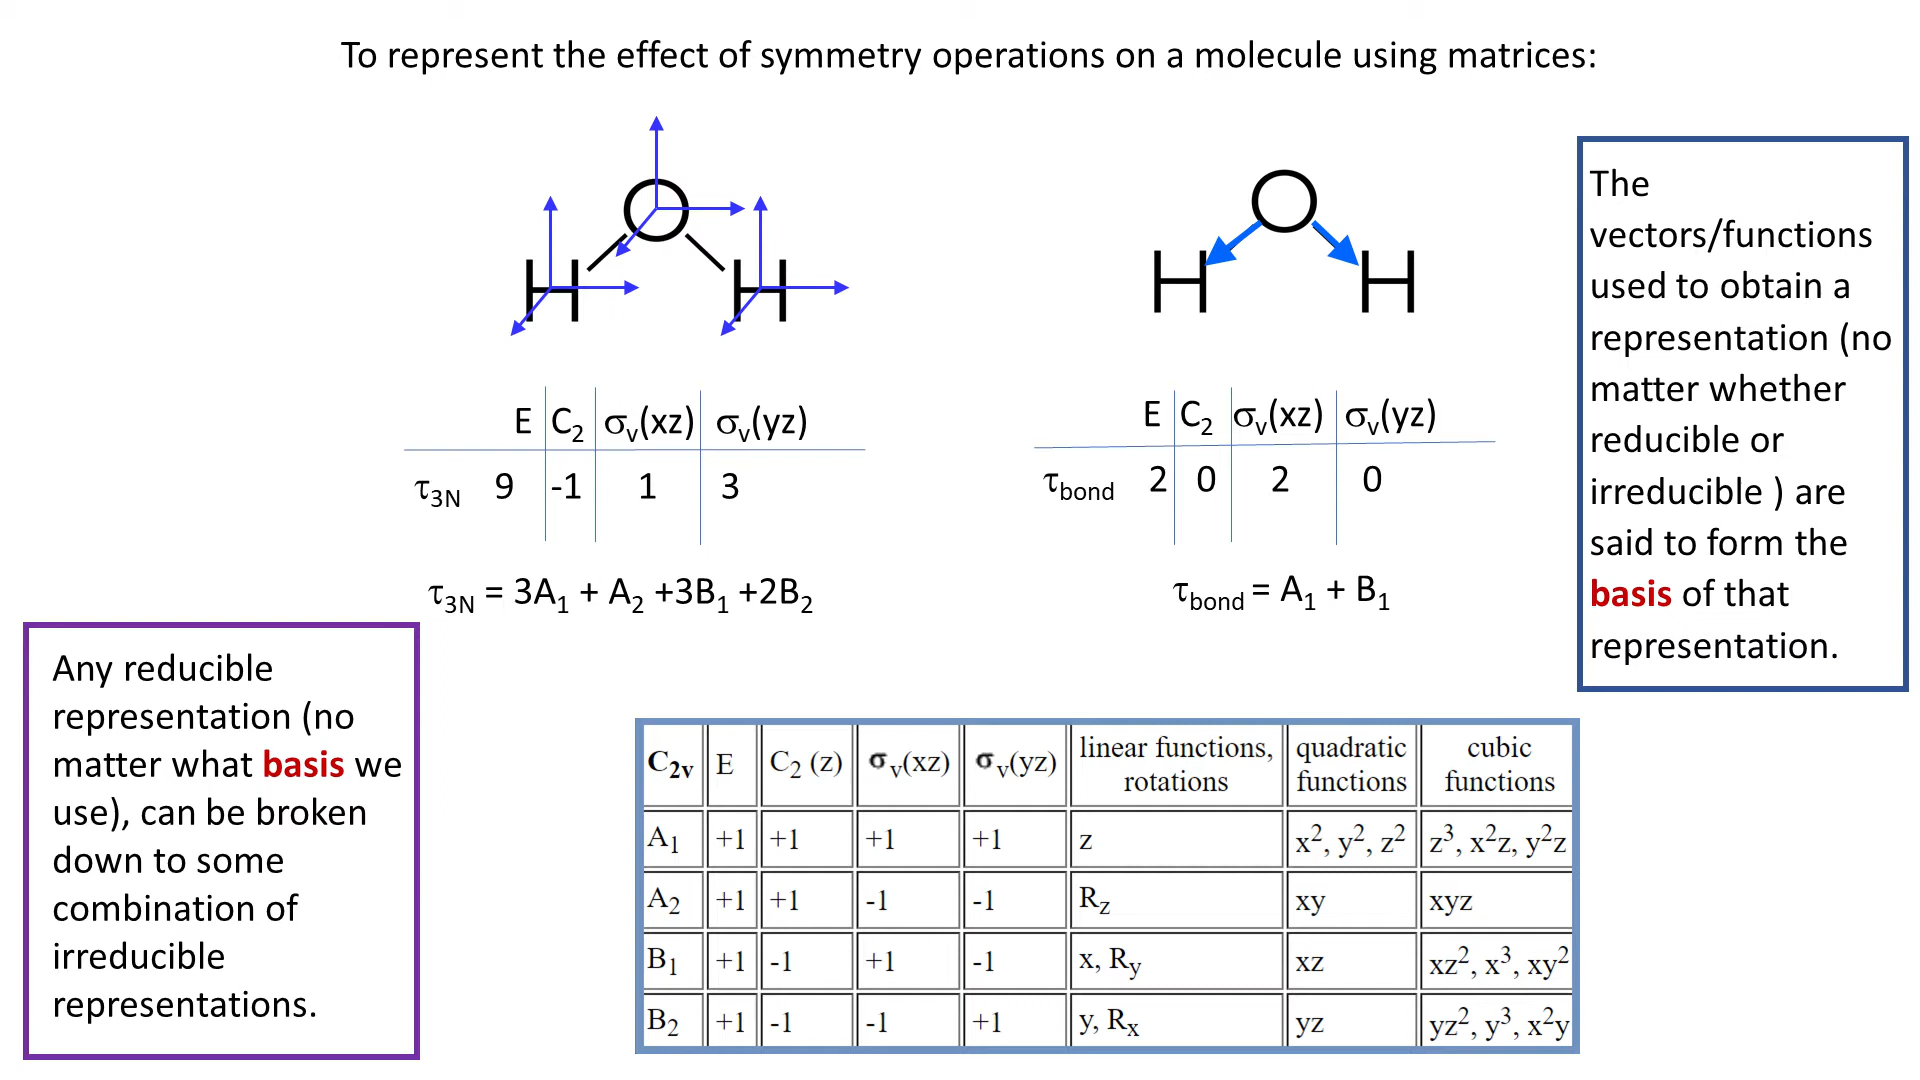 To represent the effect of symmetry operations on a molecule using matrices:
O
H H
O
H H
E C2 σv(xz) σv(yz)
τ3N 9 -1 1 3
τ3N = 3A1 + A2 +3B1 +2B2
E C2 σv(xz) σv(yz)
τbond 2 0 2 0
τbond = A1 + B1
The
vectors/functions
used to obtain a
representation (no
matter whether
reducible or
irreducible ) are
said to form the
basis of that
representation.
Any reducible
representation (no
matter what basis we
use), can be broken
down to some
combination of
irreducible
representations.
C2v E C2 (z) σv(xz) σv(yz) linear functions, rotations quadratic functions cubic functions
A1 +1 +1 +1 +1 z x², y², z² z³, x²z, y²z
A2 +1 +1 -1 -1 Rz xy xyz
B1 +1 -1 +1 -1 x, Ry xz xz², x³, xy²
B2 +1 -1 -1 +1 y, Rx yz yz², y³, x²y